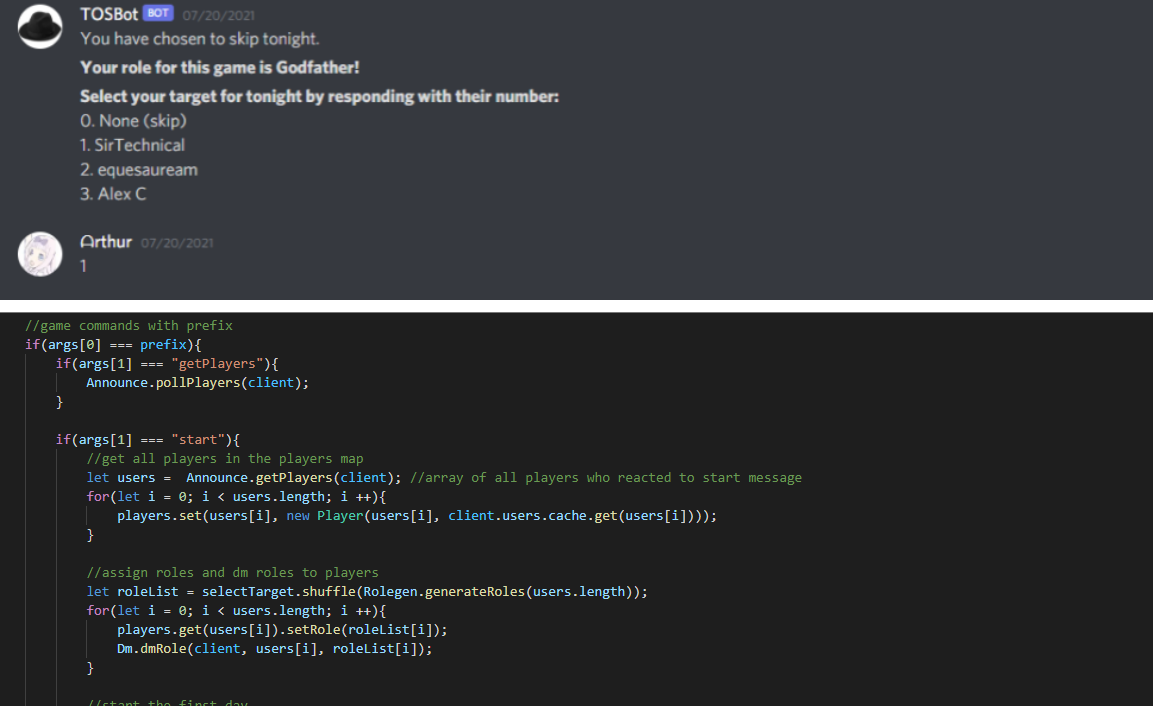 TOSBot BOT 07/20/2021
You have chosen to skip tonight.
Your role for this game is Godfather!
Select your target for tonight by responding with their number:
0. None (skip)
1. SirTechnical
2. equesauream
3. Alex C
Arthur 07/20/2021
1
//game commands with prefix
if(args[0] === prefix){
if(args[1] === "getPlayers"){
Announce.pollPlayers(client);
}
if(args[1] === "start"){
//get all players in the players map
let users =  Announce.getPlayers(client); //array of all players who reacted to start message
for(let i = 0; i < users.length; i ++){
players.set(users[i], new Player(users[i], client.users.cache.get(users[i])));
}
//assign roles and dm roles to players
let roleList = selectTarget.shuffle(Rolegen.generateRoles(users.length));
for(let i = 0; i < users.length; i ++){
players.get(users[i]).setRole(roleList[i]);
Dm.dmRole(client, users[i], roleList[i]);
}
//start the first day